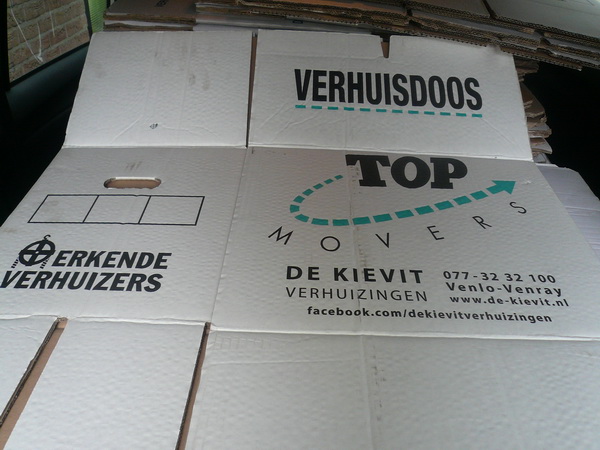 VERHUISDOOS
TOP
MOVERS
ERKENDE
VERHUIZERS
DE KIEVIT
VERHUIZINGEN
077-32 32 100
Venlo-Venray
www.de-kievit.nl
facebook.com/dekievitverhuizingen